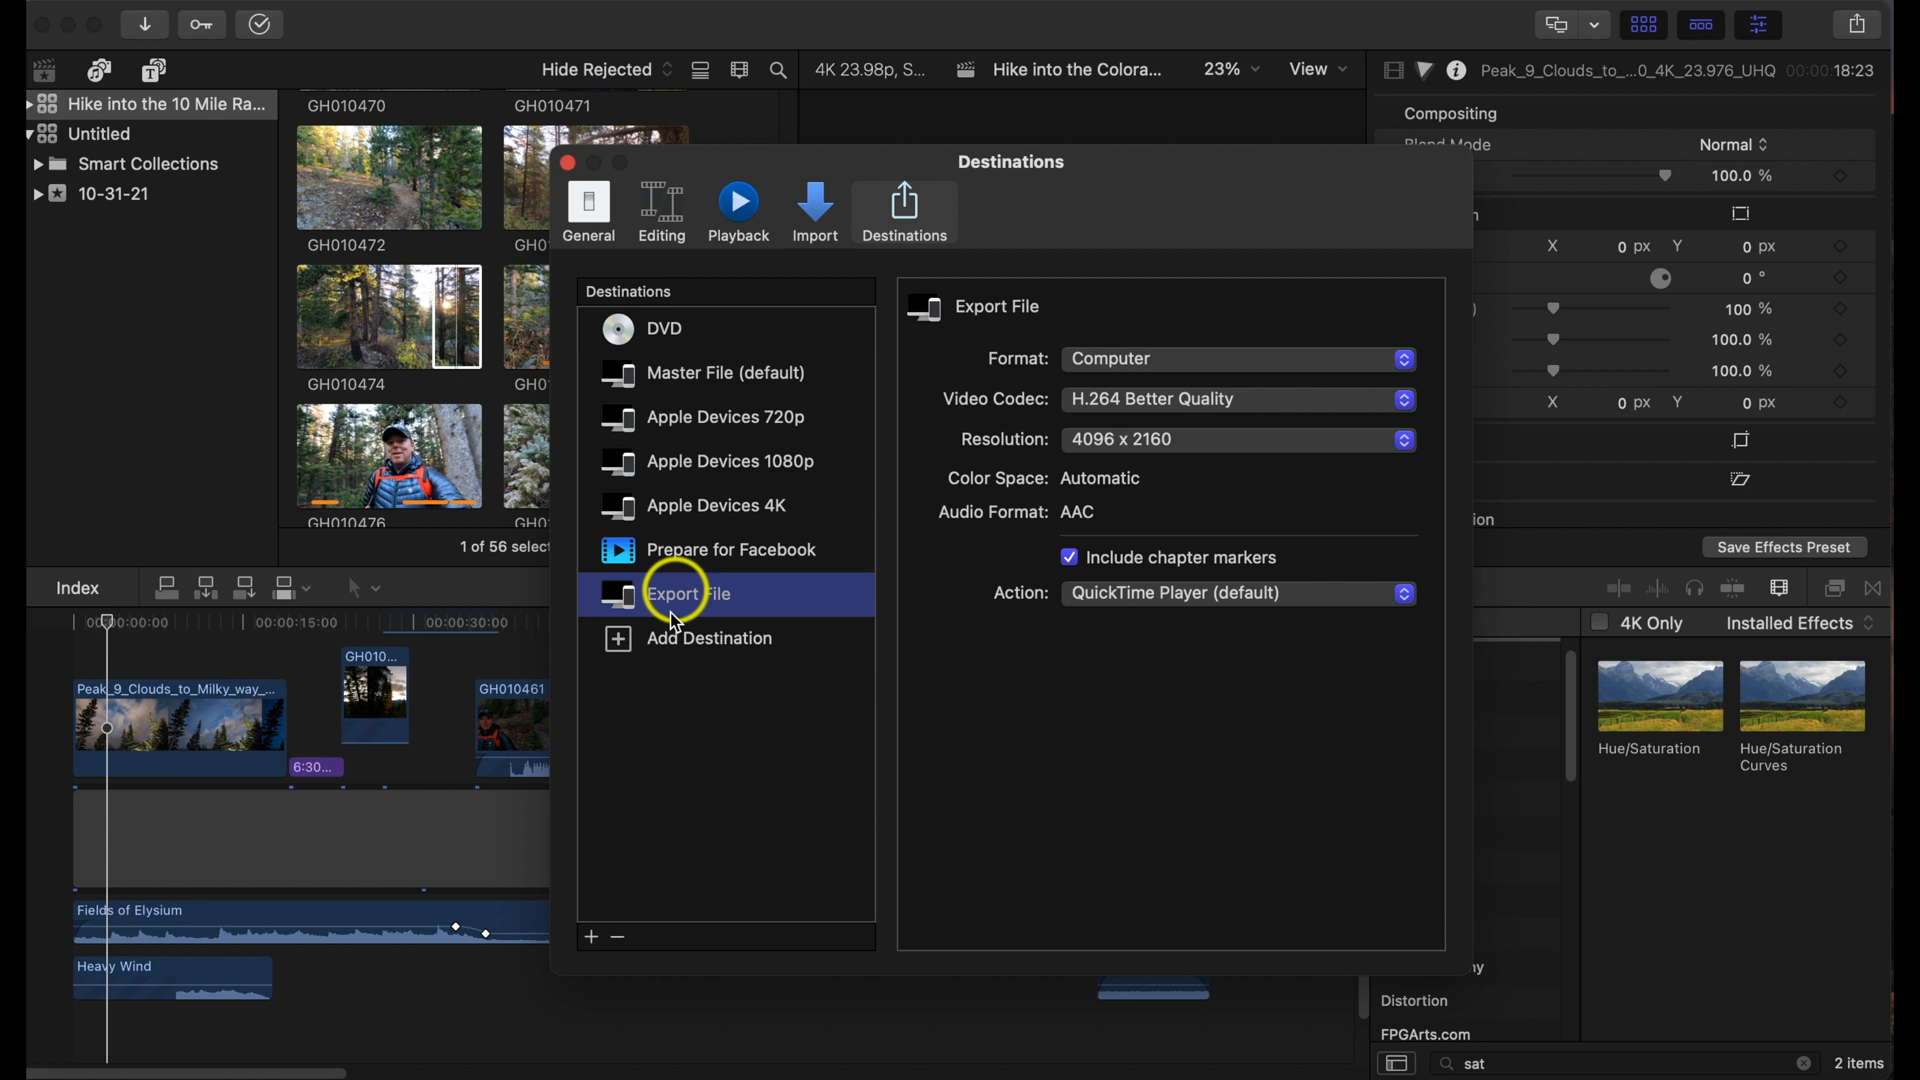 Hide Rejected
4K 23.98p, S...
Hike into the Colora...
23%
View
Peak_9_Clouds_to_...0_4K_23.976_UHQ
00:00:18:23
Hike into the 10 Mile Ra...
Untitled
Smart Collections
10-31-21
GH010470
GH010471
GH010472
GH0
GH010474
GH0
GH010476
GH0
1 of 56 select
Compositing
Blend Mode
Normal
100.0 %
X 0 px Y 0 px
0 °
100 %
100.0 %
100.0 %
X 0 px Y 0 px
Save Effects Preset
Destinations
General
Editing
Playback
Import
Destinations
Destinations
DVD
Master File (default)
Apple Devices 720p
Apple Devices 1080p
Apple Devices 4K
Prepare for Facebook
Export File
Add Destination
Export File
Format: Computer
Video Codec: H.264 Better Quality
Resolution: 4096 x 2160
Color Space: Automatic
Audio Format: AAC
Include chapter markers
Action: QuickTime Player (default)
Index
00:00:00:00
00:00:15:00
00:00:30:00
GH010...
Peak_9_Clouds_to_Milky_way_...
GH010461
6:30...
Fields of Elysium
Heavy Wind
4K Only
Installed Effects
Hue/Saturation
Hue/Saturation
Curves
Distortion
FPGArts.com
sat
2 items